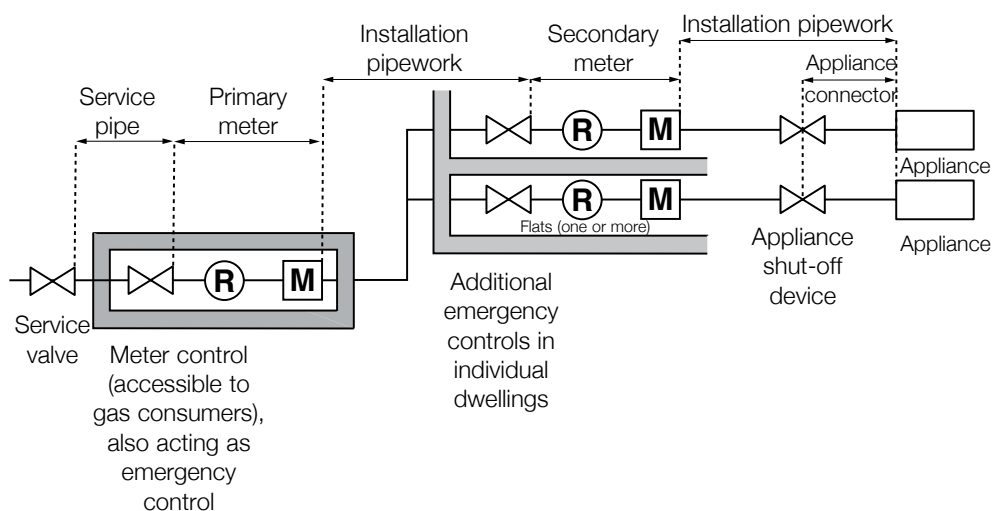 Installation
pipework
Secondary
meter
Installation pipework
Appliance
connector
Service
pipe
Primary
meter
R
M
Appliance
R
M
Flats (one or more)
Appliance
Appliance
shut-off
device
R
M
Service
valve
Meter control
(accessible to
gas consumers),
also acting as
emergency
control
Additional
emergency
controls in
individual
dwellings